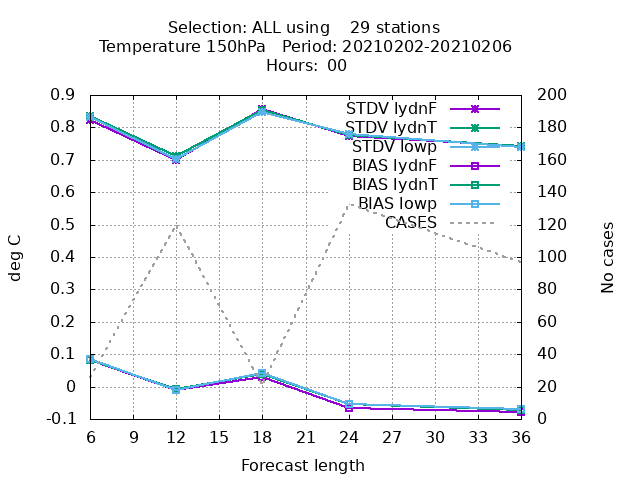 Selection: ALL using 29 stations
Temperature 150hPa Period: 20210202-20210206
Hours: 00
STDV lydnF
STDV lydnT
STDV lowp
BIAS lydnF
BIAS lydnT
BIAS lowp
CASES
deg C
0.9
0.8
0.7
0.6
0.5
0.4
0.3
0.2
0.1
0
-0.1
200
180
160
140
120
100
80
60
40
20
0
No cases
6 9 12 15 18 21 24 27 30 33 36
Forecast length